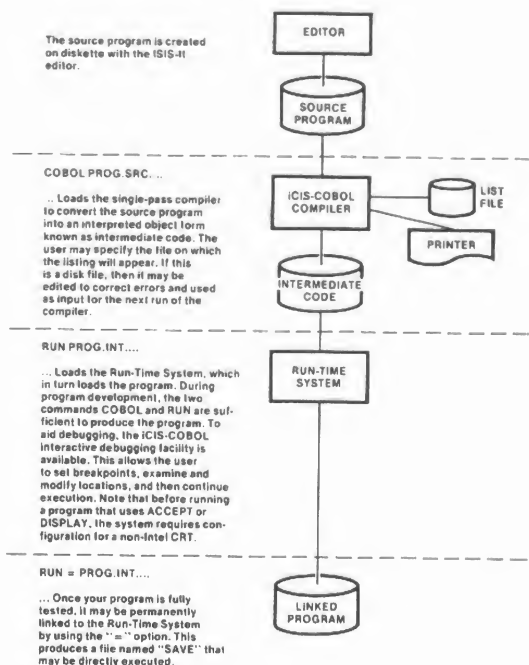 The source program is created
on diskette with the ISIS-II
editor.
EDITOR
SOURCE
PROGRAM
COBOL PROG.SRC....
... Loads the single-pass compiler
to convert the source program
into an interpreted object form
known as intermediate code. The
user may specify the file on which
the listing will appear. If this
is a disk file, then it may be
edited to correct errors and used
as input for the next run of the
compiler.
iCIS-COBOL
COMPILER
LIST
FILE
PRINTER
INTERMEDIATE
CODE
RUN PROG.INT....
... Loads the Run-Time System, which
in turn loads the program. During
program development, the two
commands COBOL and RUN are suf-
ficient to produce the program. To
aid debugging, the iCIS-COBOL
interactive debugging facility is
available. This allows the user
to set breakpoints, examine and
modify locations, and then continue
execution. Note that before running
a program that uses ACCEPT or
DISPLAY, the system requires con-
figuration for a non-Intel CRT.
RUN-TIME
SYSTEM
RUN = PROG.INT....
... Once your program is fully
tested, it may be permanently
linked to the Run-Time System
by using the "=" option. This
produces a file named "SAVE" that
may be directly executed.
LINKED
PROGRAM